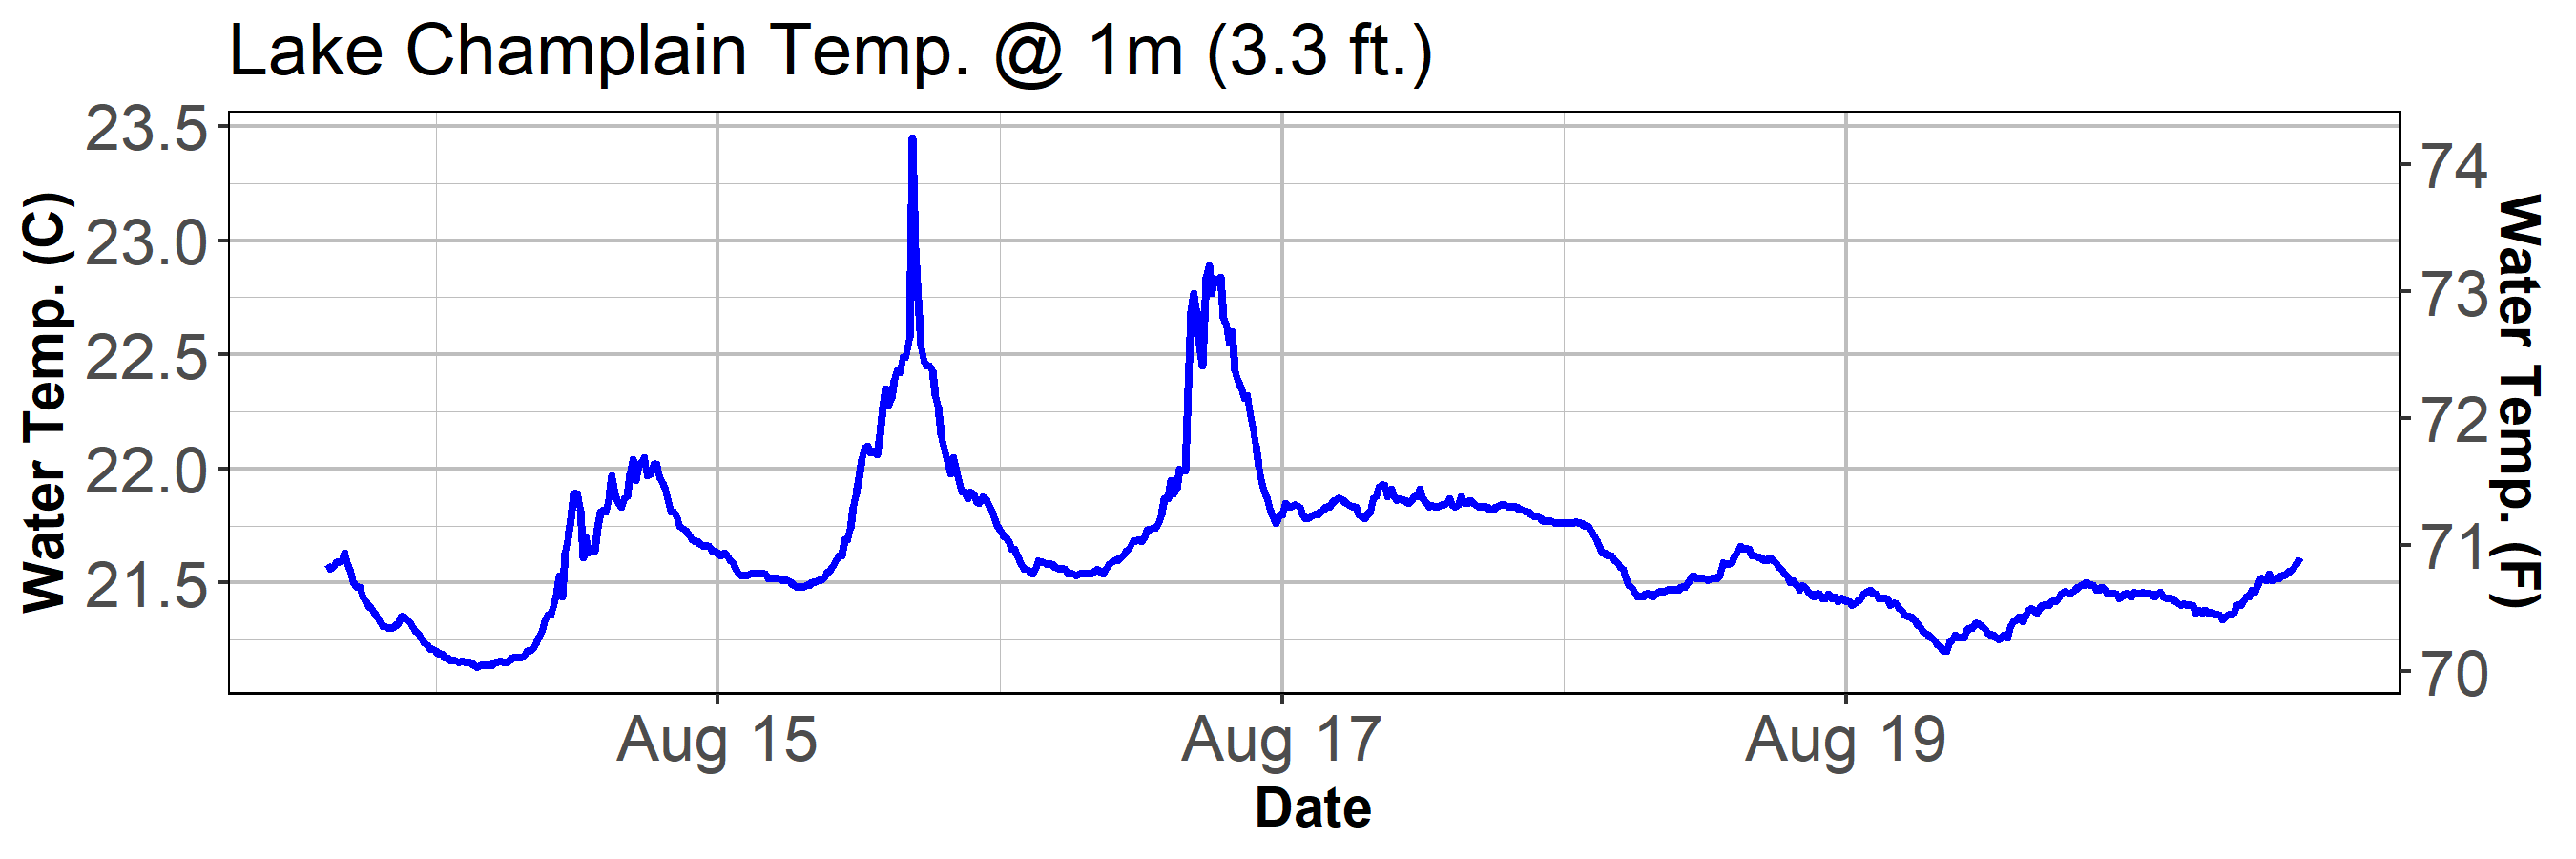 Lake Champlain Temp. @ 1m (3.3 ft.)
Water Temp. (C)
23.5
23.0
22.5
22.0
21.5
74
73
72
71
70
Water Temp. (F)
Aug 15 Aug 17 Aug 19
Date